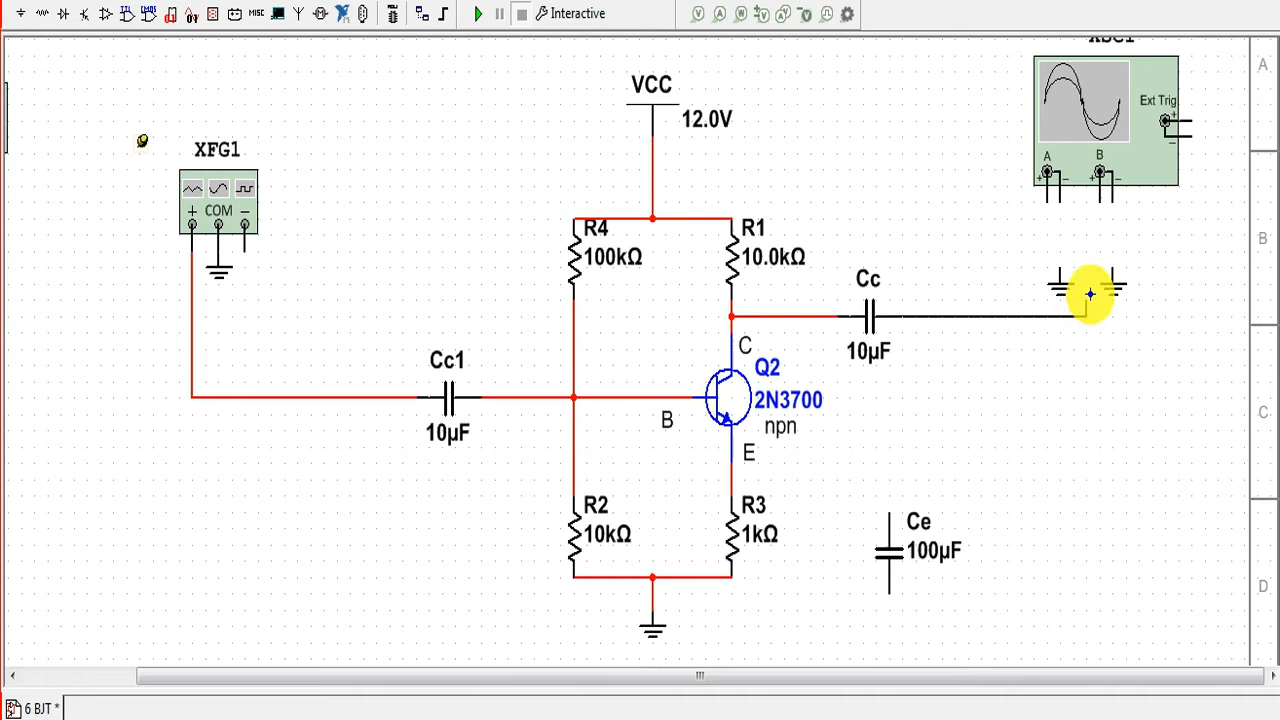 MISC
Interactive
XSC1
A
VCC
12.0V
Ext Trig
XFG1
A
B
+
-
+
-
+
-
+ COM -
R4
100kΩ
R1
10.0kΩ
B
Cc
10µF
C
Q2
2N3700
npn
Cc1
10µF
B
E
C
R2
10kΩ
R3
1kΩ
Ce
100µF
D
6 BJT *